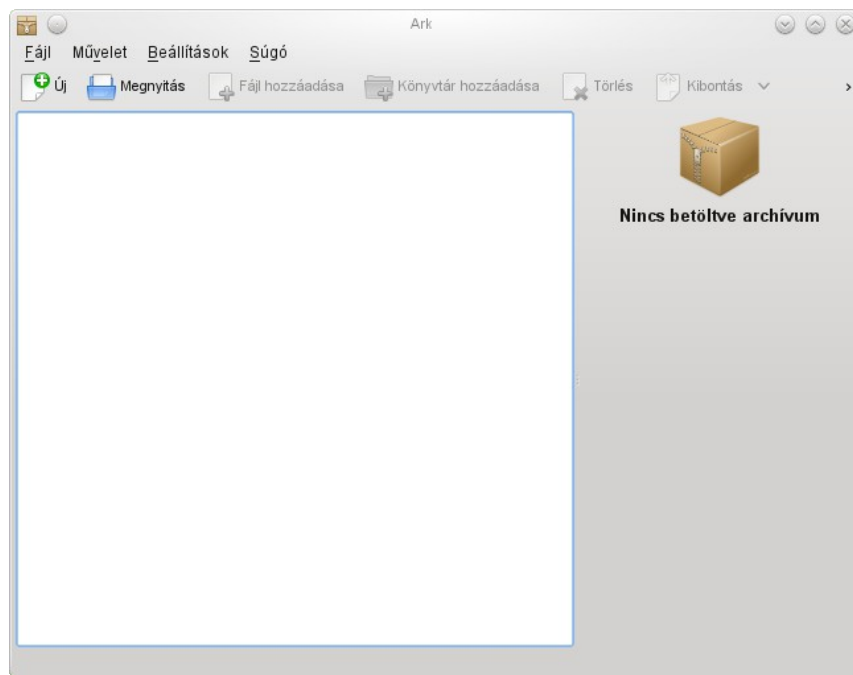 Ark
Fájl Művelet Beállítások Súgó
Új Megnyitás Fájl hozzáadása Könyvtár hozzáadása Törlés Kibontás
Nincs betöltve archívum